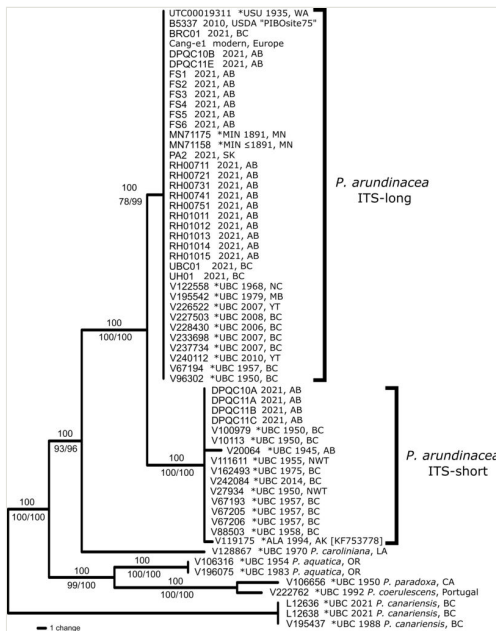 UTC00019311 *USU 1935, WA
B5337 2010, USDA "PIBOsite75"
BRC01 2021, BC
Cang-e1 modern, Europe
DPQC10B 2021, AB
DPQC11E 2021, AB
FS1 2021, AB
FS2 2021, AB
FS3 2021, AB
FS4 2021, AB
FS5 2021, AB
FS6 2021, AB
MN71175 *MIN 1891, MN
MN71158 *MIN ≤1891, MN
PA2 2021, SK
RH00711 2021, AB
RH00721 2021, AB
RH00731 2021, AB
RH00741 2021, AB
RH00751 2021, AB
RH01011 2021, AB
RH01012 2021, AB
RH01013 2021, AB
RH01014 2021, AB
RH01015 2021, AB
UBC01 2021, BC
UH01 2021, BC
V122558 *UBC 1968, NC
V195542 *UBC 1979, MB
V226522 *UBC 2007, YT
V227503 *UBC 2008, BC
V228430 *UBC 2006, BC
V233698 *UBC 2007, BC
V237734 *UBC 2007, BC
V240112 *UBC 2010, YT
V67194 *UBC 1957, BC
V96302 *UBC 1950, BC
P. arundinacea
ITS-long
100
78/99
DPQC10A 2021, AB
DPQC11A 2021, AB
DPQC11B 2021, AB
DPQC11C 2021, AB
V100979 *UBC 1950, BC
V10113 *UBC 1950, BC
V20064 *UBC 1945, AB
V111611 *UBC 1955, NWT
V162493 *UBC 1975, BC
V242084 *UBC 2014, BC
V27934 *UBC 1950, NWT
V67193 *UBC 1957, BC
V67205 *UBC 1957, BC
V67206 *UBC 1957, BC
V88503 *UBC 1958, BC
V119175 *ALA 1994, AK [KF753778]
P. arundinacea
ITS-short
100
100/100
100
100/100
100
93/96
V128867 *UBC 1970 P. caroliniana, LA
V106316 *UBC 1954 P. aquatica, OR
V196075 *UBC 1983 P. aquatica, OR
V106656 *UBC 1950 P. paradoxa, CA
V222762 *UBC 1992 P. coerulescens, Portugal
L12636 *UBC 2021 P. canariensis, BC
L12638 *UBC 2021 P. canariensis, BC
V195437 *UBC 1988 P. canariensis, BC
100
100/100
100
99/100
100
100/100
100
100/100
1 change